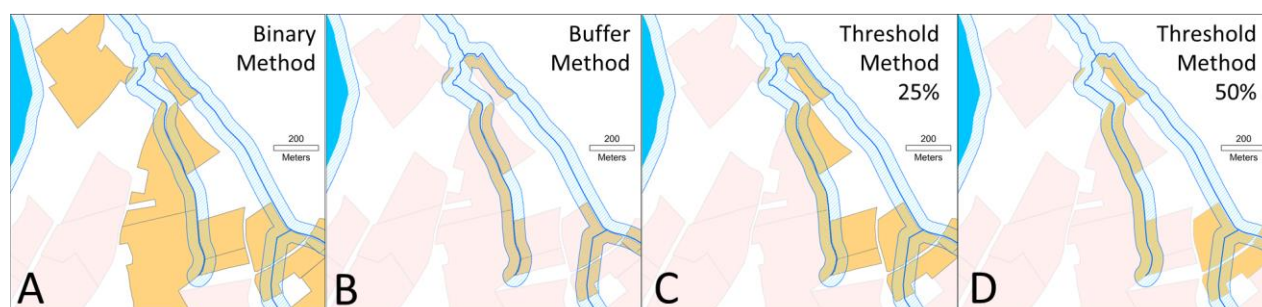 Binary
Method
200
Meters
A
Buffer
Method
200
Meters
B
Threshold
Method
25%
200
Meters
C
Threshold
Method
50%
200
Meters
D